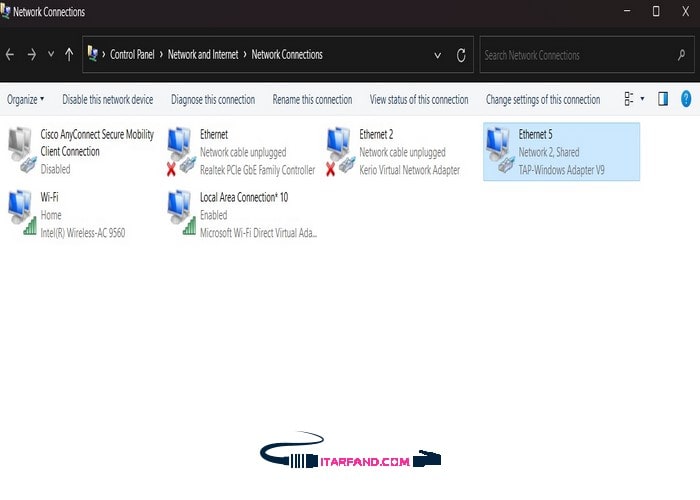 Network Connections
Control Panel > Network and Internet > Network Connections
Search Network Connections
Organize
Disable this network device
Diagnose this connection
Rename this connection
View status of this connection
Change settings of this connection
Cisco AnyConnect Secure Mobility
Client Connection
Disabled
Ethernet
Network cable unplugged
Realtek PCIe GbE Family Controller
Ethernet 2
Network cable unplugged
Kerio Virtual Network Adapter
Ethernet 5
Network 2, Shared
TAP-Windows Adapter V9
Wi-Fi
Home
Intel(R) Wireless-AC 9560
Local Area Connection* 10
Enabled
Microsoft Wi-Fi Direct Virtual Ada...
ITARFAND.COM